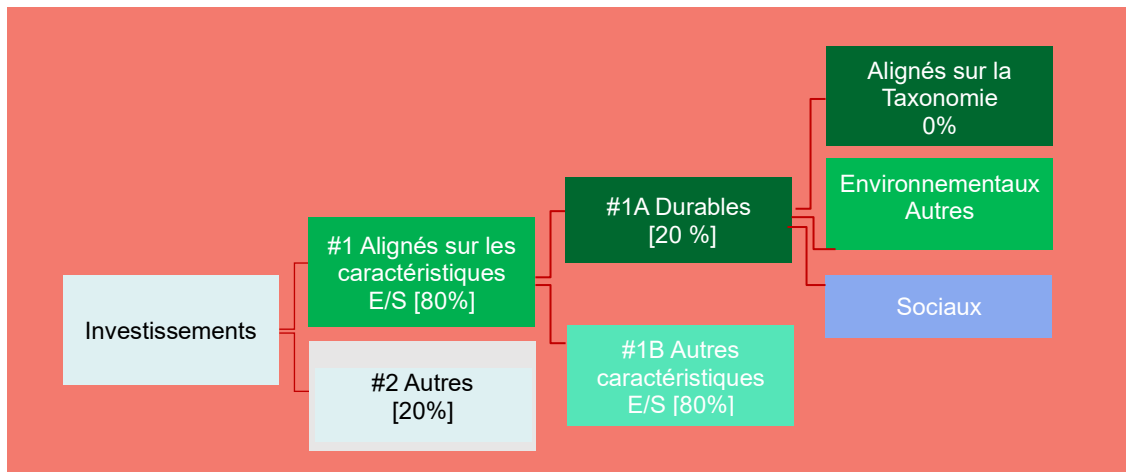 Investissements
#1 Alignés sur les
caractéristiques
E/S [80%]
#2 Autres
[20%]
#1A Durables
[20 %]
#1B Autres
caractéristiques
E/S [80%]
Alignés sur la
Taxonomie
0%
Environnementaux
Autres
Sociaux